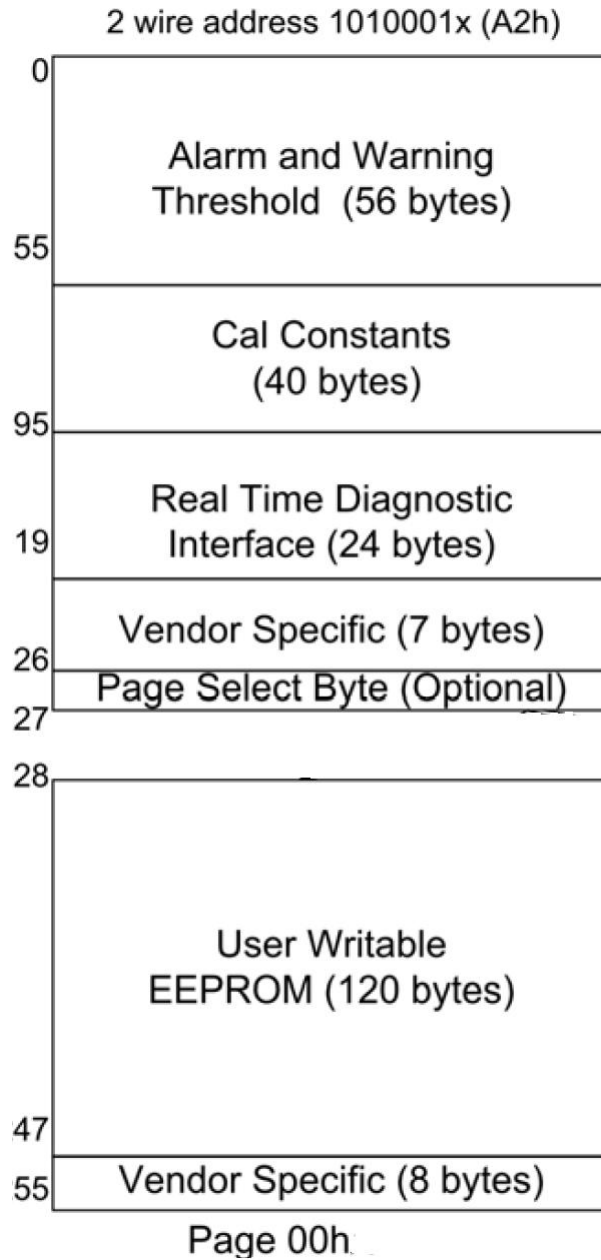 2 wire address 1010001x (A2h)
0
Alarm and Warning
Threshold (56 bytes)
55
Cal Constants
(40 bytes)
95
Real Time Diagnostic
19
Interface (24 bytes)
Vendor Specific (7 bytes)
26
Page Select Byte (Optional)
27
28
User Writable
EEPROM (120 bytes)
47
Vendor Specific (8 bytes)
55
Page 00h